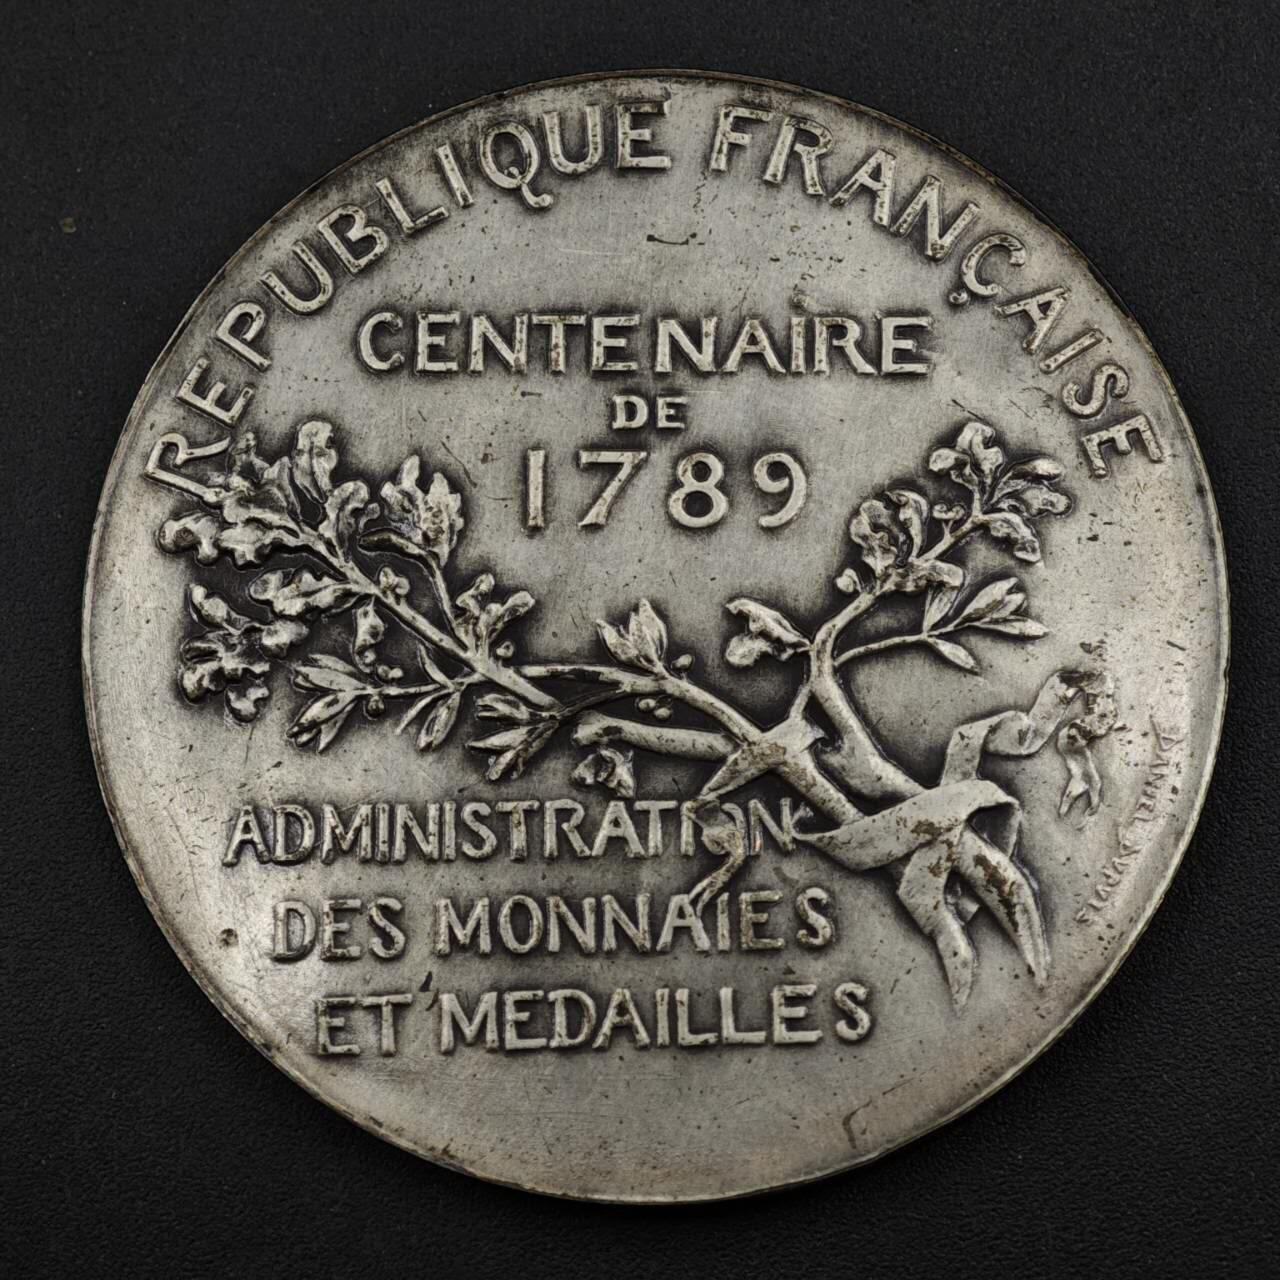 REPUBLIQUE FRANÇAISE
CENTENAIRE
DE
1789
ADMINISTRATION
DES MONNAIES
ET MEDAILLES
DANIEL DUPUIS